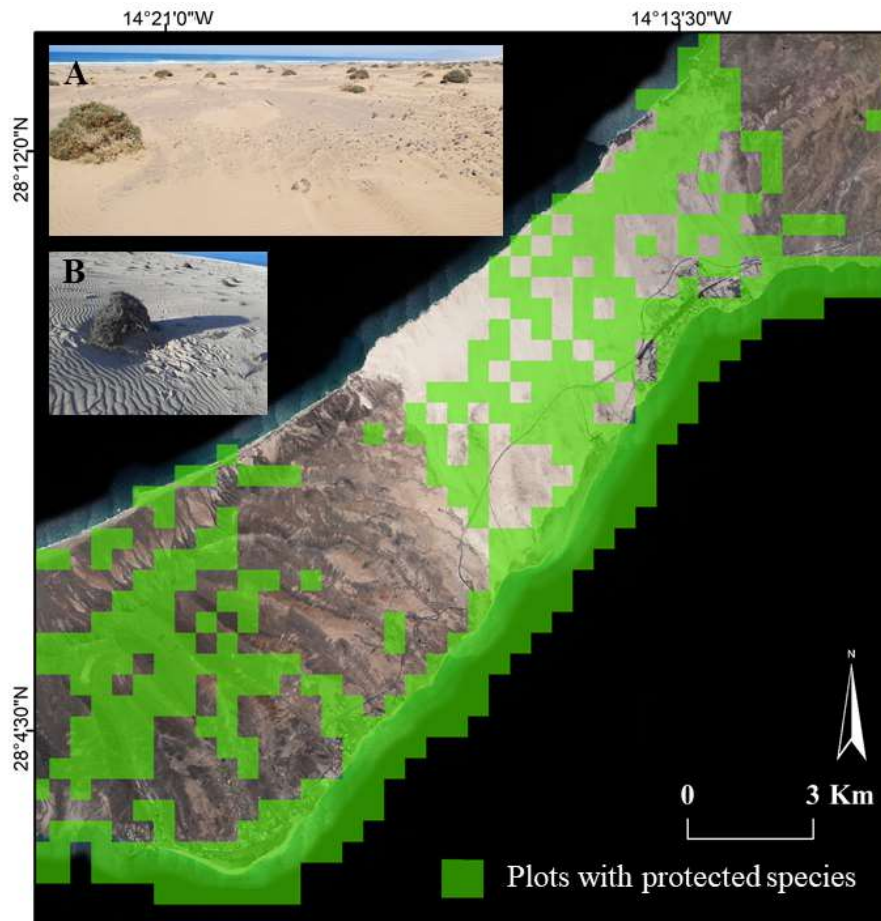 14°21'0"W
14°13'30"W
A
28°12'0"N
B
28°4'30"N
N
0 3 Km
Plots with protected species